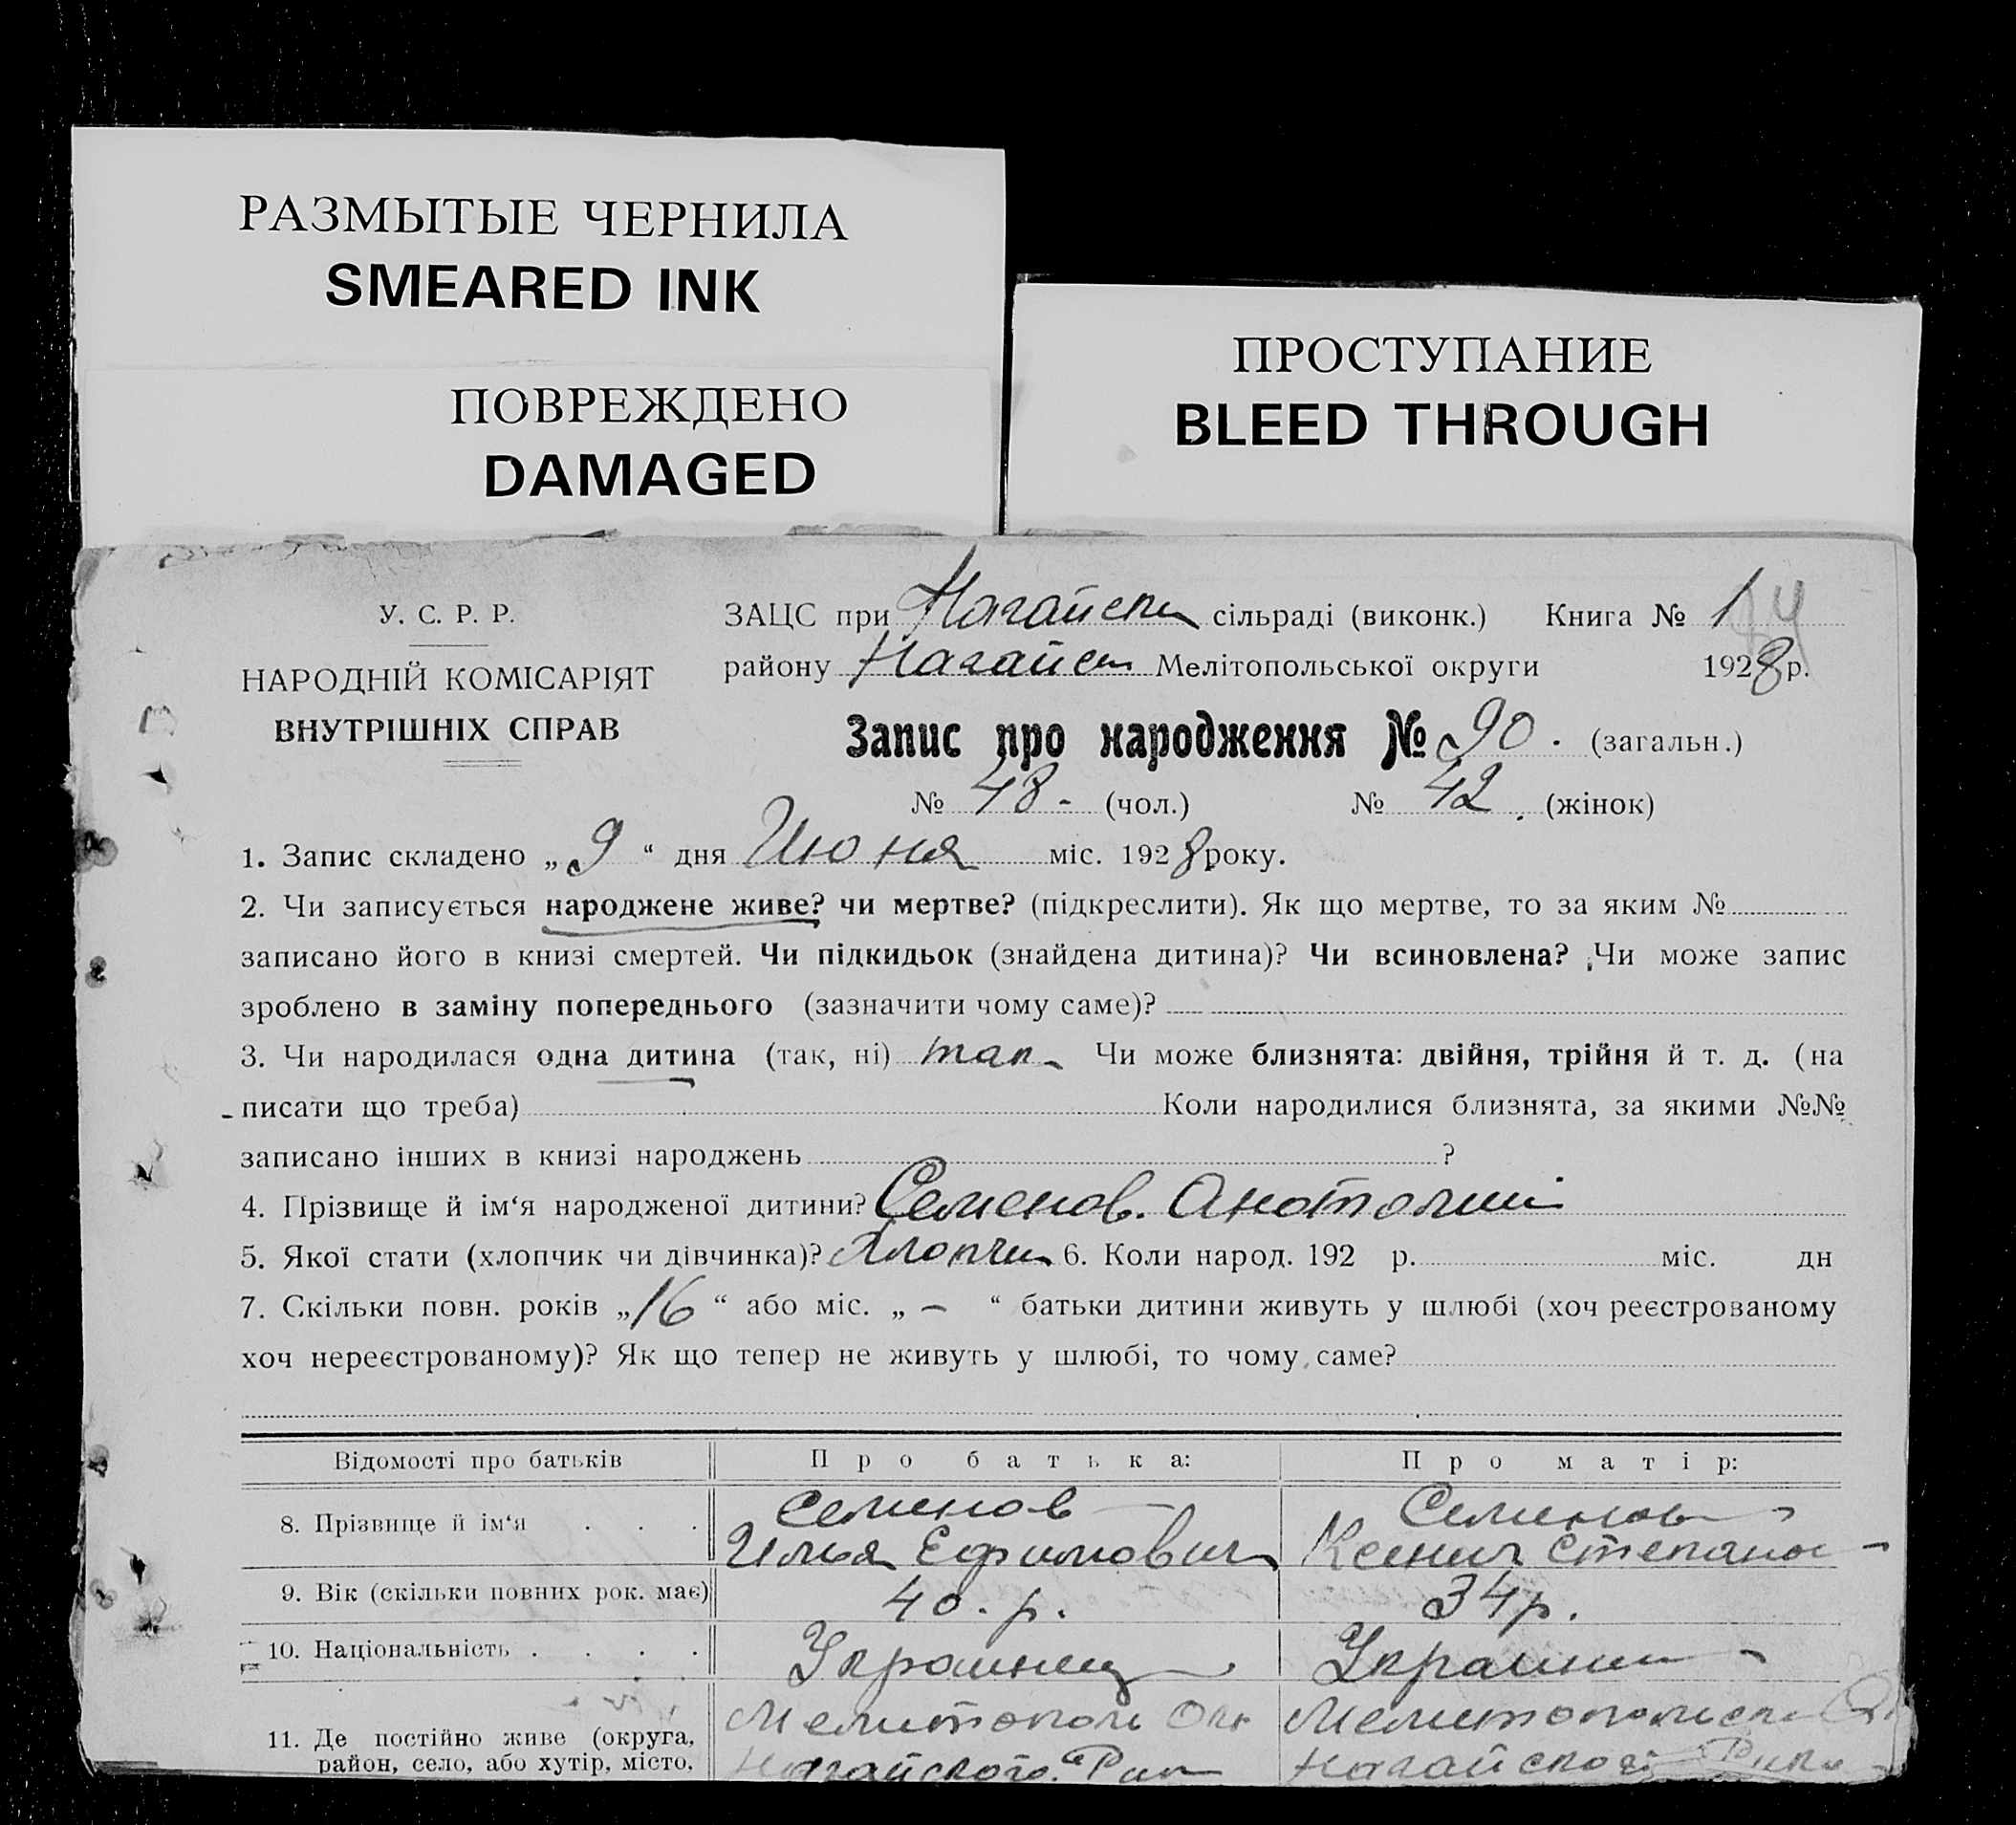 РАЗМЫТЫЕ ЧЕРНИЛА
SMEARED INK
ПОВРЕЖДЕНО
DAMAGED
ПРОСТУПАНИЕ
BLEED THROUGH
У. С. Р. Р.
НАРОДНІЙ КОМІСАРІЯТ
ВНУТРІШНІХ СПРАВ
ЗАЦС при Нагайськ сільраді (виконк.) Книга № 1
району Нагайск Мелітопольської округи 1928 р.
Запис про народження № 90. (загальн.)
№ 48 - (чол.) № 42. (жінок)
1. Запис складено „ 9 “ дня Июня міс. 1928 року.
2. Чи записується народжене живе? чи мертве? (підкреслити). Як що мертве, то за яким №
записано його в книзі смертей. Чи підкидьок (знайдена дитина)? Чи всиновлена? Чи може запис
зроблено в заміну попереднього (зазначити чому саме)?
3. Чи народилася одна дитина (так, ні) так Чи може близнята: двійня, трійня й т. д. (на
-писати що треба) Коли народилися близнята, за якими №№
записано інших в книзі народжень ?
4. Прізвище й ім‘я народженої дитини? Семенов. Анатолий
5. Якої стати (хлопчик чи дівчинка)? Хлопчик 6. Коли народ. 192 р. міс. дн
7. Скільки повн. років „ 16 “ або міс. „ – “ батьки дитини живуть у шлюбі (хоч реєстрованому
хоч нереєстрованому)? Як що тепер не живуть у шлюбі, то чому саме?
Відомості про батьків Про батька: Про матір:
8. Прізвище й ім‘я . . . Семинов Семинов
Илья Ефимович Ксения Степанов
9. Вік (скільки повних рок. має) 40. р. 34 р.
10. Національність . . . . Украинец Украин
11. Де постійно живе (округа, Мелитополь Окр Мелитопольск
район, село, або хутір, місто, Нагайского Рай Нагайского